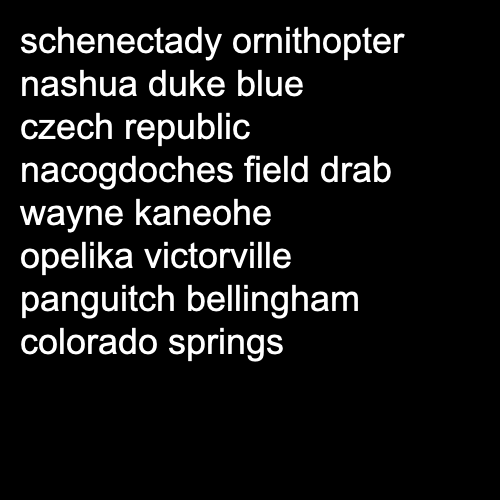 schenectady ornithopter
nashua duke blue
czech republic
nacogdoches field drab
wayne kaneohe
opelika victorville
panguitch bellingham
colorado springs